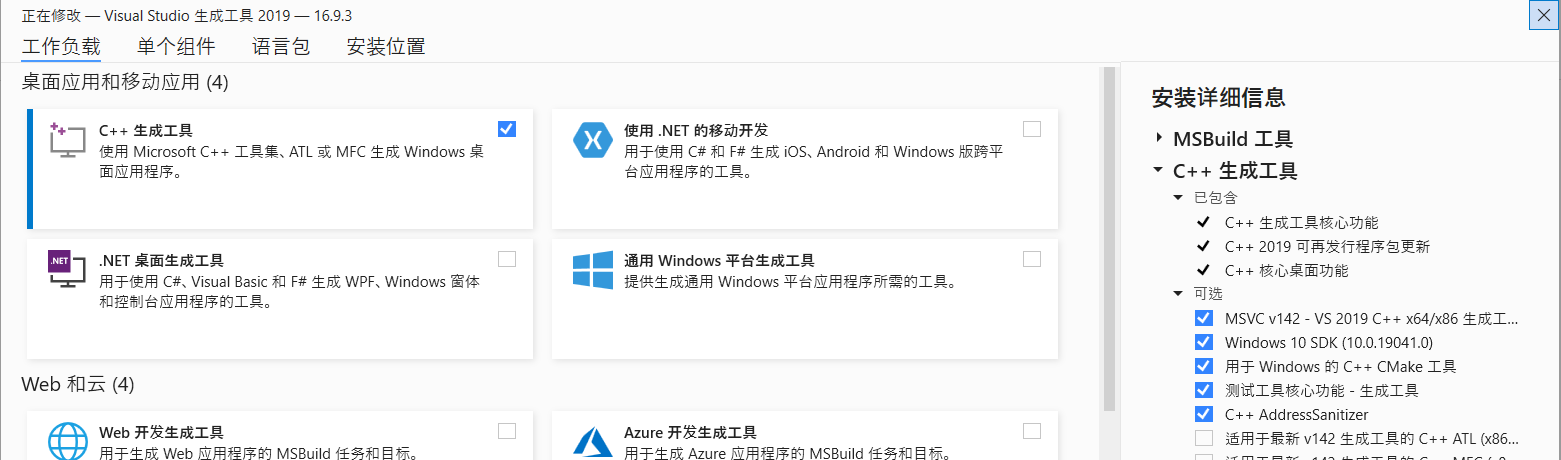 正在修改 — Visual Studio 生成工具 2019 — 16.9.3
工作负载 单个组件 语言包 安装位置
桌面应用和移动应用 (4)
C++ 生成工具
使用 Microsoft C++ 工具集、ATL 或 MFC 生成 Windows 桌
面应用程序。
使用 .NET 的移动开发
用于使用 C# 和 F# 生成 iOS、Android 和 Windows 版跨平
台应用程序的工具。
.NET
.NET 桌面生成工具
用于使用 C#、Visual Basic 和 F# 生成 WPF、Windows 窗体
和控制台应用程序的工具。
通用 Windows 平台生成工具
提供生成通用 Windows 平台应用程序所需的工具。
Web 和云 (4)
Web 开发生成工具
用于生成 Web 应用程序的 MSBuild 任务和目标。
Azure 开发生成工具
用于生成 Azure 应用程序的 MSBuild 任务和目标。
安装详细信息
MSBuild 工具
C++ 生成工具
已包含
C++ 生成工具核心功能
C++ 2019 可再发行程序包更新
C++ 核心桌面功能
可选
MSVC v142 - VS 2019 C++ x64/x86 生成工...
Windows 10 SDK (10.0.19041.0)
用于 Windows 的 C++ CMake 工具
测试工具核心功能 - 生成工具
C++ AddressSanitizer
适用于最新 v142 生成工具的 C++ ATL (x86...